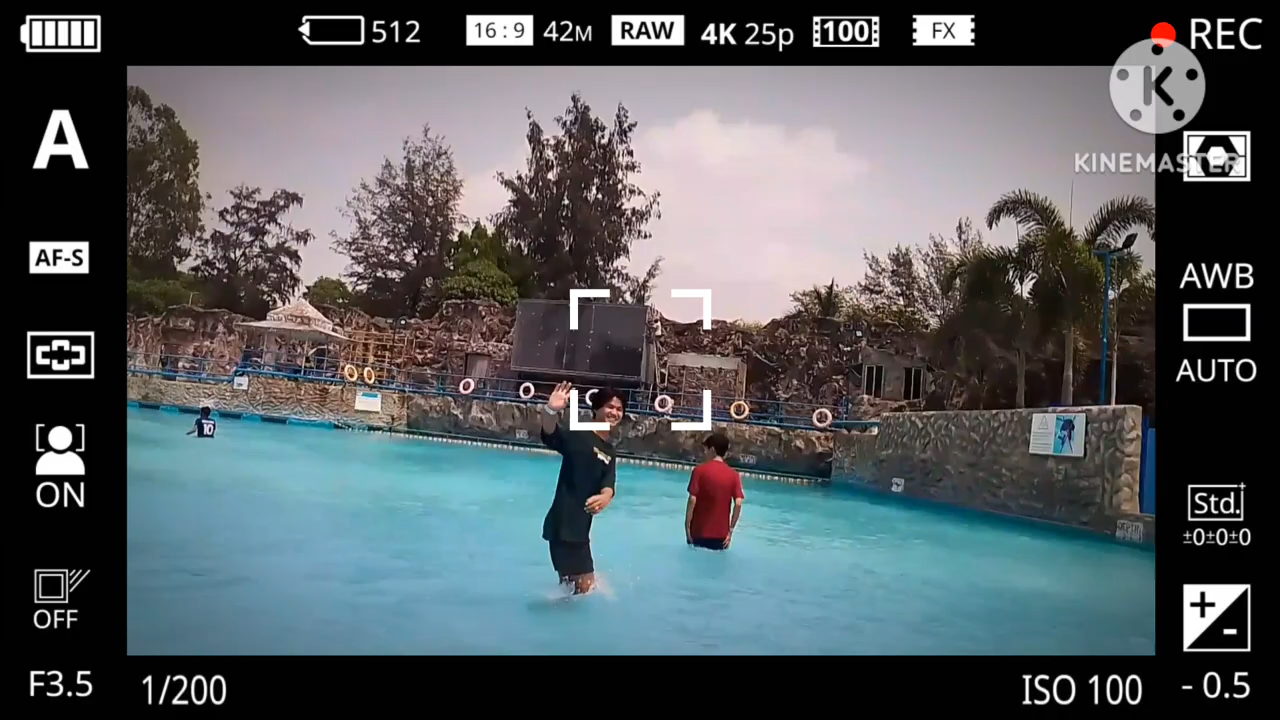 512
16 : 9
42M
RAW
4K 25p
100
FX
REC
A
K
KINEMASTER
AF-S
AWB
AUTO
10
ON
Std.+
±0±0±0
OFF
F3.5
1/200
ISO 100
- 0.5